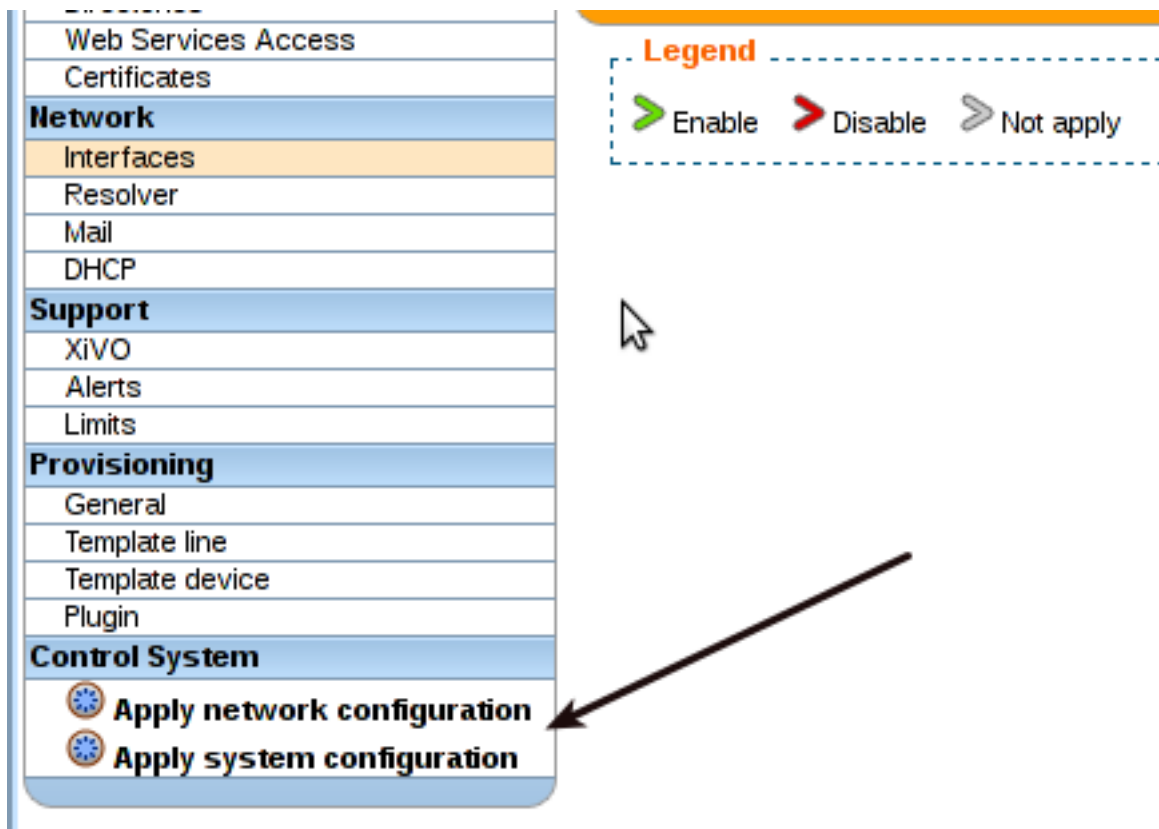 Web Services Access
Certificates
Network
Interfaces
Resolver
Mail
DHCP
Support
XiVO
Alerts
Limits
Provisioning
General
Template line
Template device
Plugin
Control System
Apply network configuration
Apply system configuration
Legend
Enable Disable Not apply